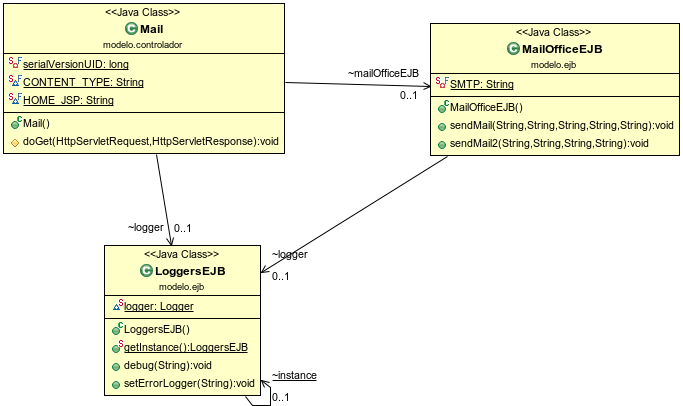 <<Java Class>>
Mail
modelo.controlador
serialVersionUID: long
CONTENT_TYPE: String
HOME_JSP: String
Mail()
doGet(HttpServletRequest,HttpServletResponse):void
~mailOfficeEJB
0..1
<<Java Class>>
MailOfficeEJB
modelo.ejb
SMTP: String
MailOfficeEJB()
sendMail(String,String,String,String,String):void
sendMail2(String,String,String,String):void
~logger
0..1
~logger
0..1
<<Java Class>>
LoggersEJB
modelo.ejb
logger: Logger
LoggersEJB()
getInstance():LoggersEJB
debug(String):void
setErrorLogger(String):void
~instance
0..1